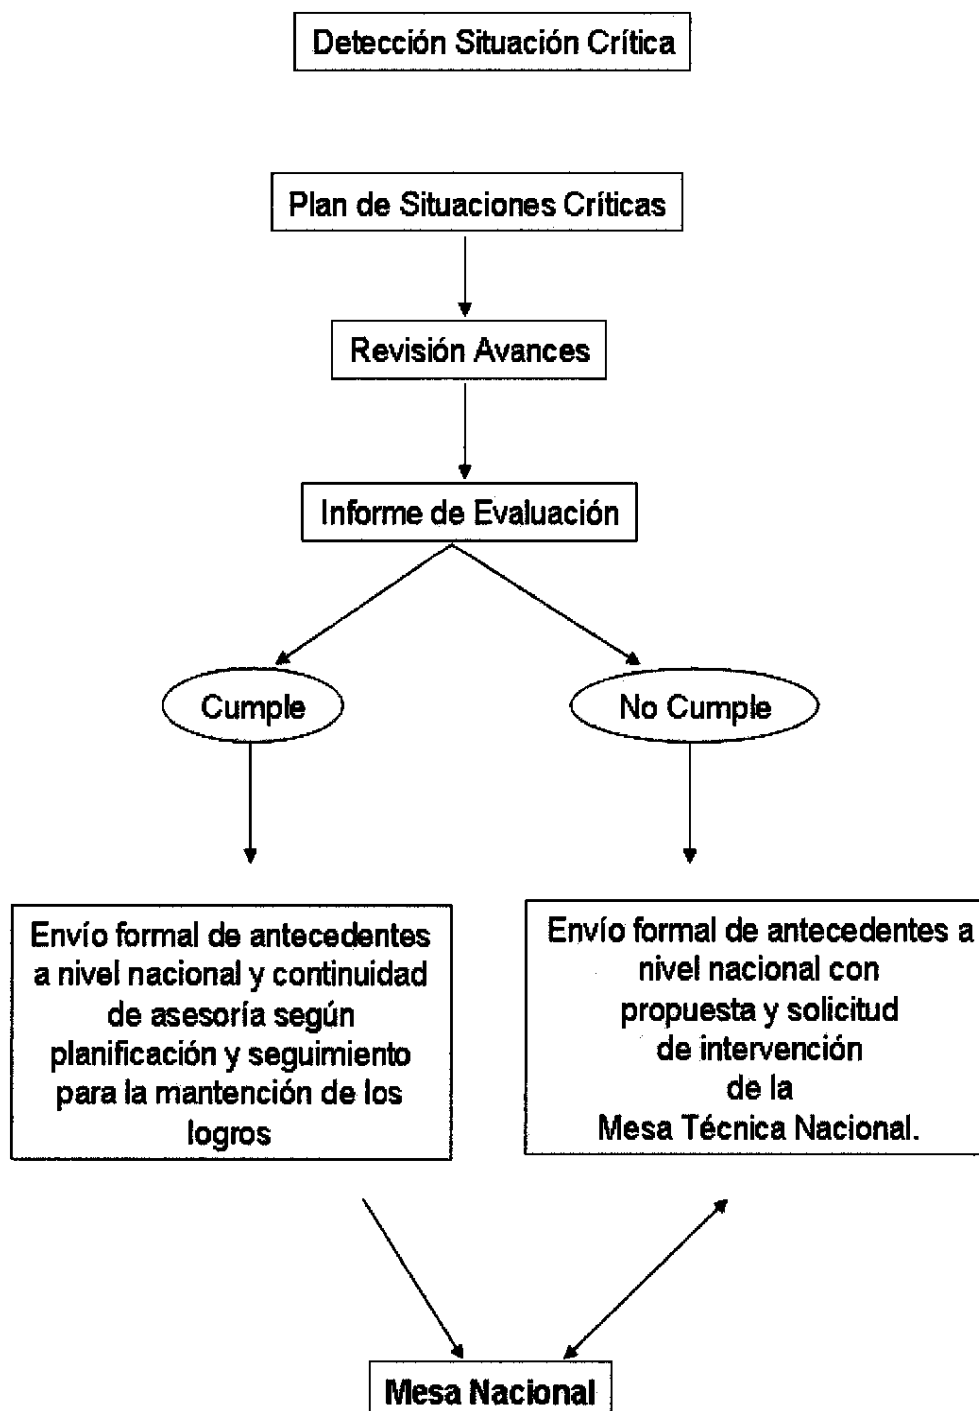 Detección Situación Crítica
Plan de Situaciones Críticas
Revisión Avances
Informe de Evaluación
Cumple
No Cumple
Envío formal de antecedentes
a nivel nacional y continuidad
de asesoría según
planificación y seguimiento
para la mantención de los
logros
Envío formal de antecedentes a
nivel nacional con
propuesta y solicitud
de intervención
de la
Mesa Técnica Nacional.
Mesa Nacional